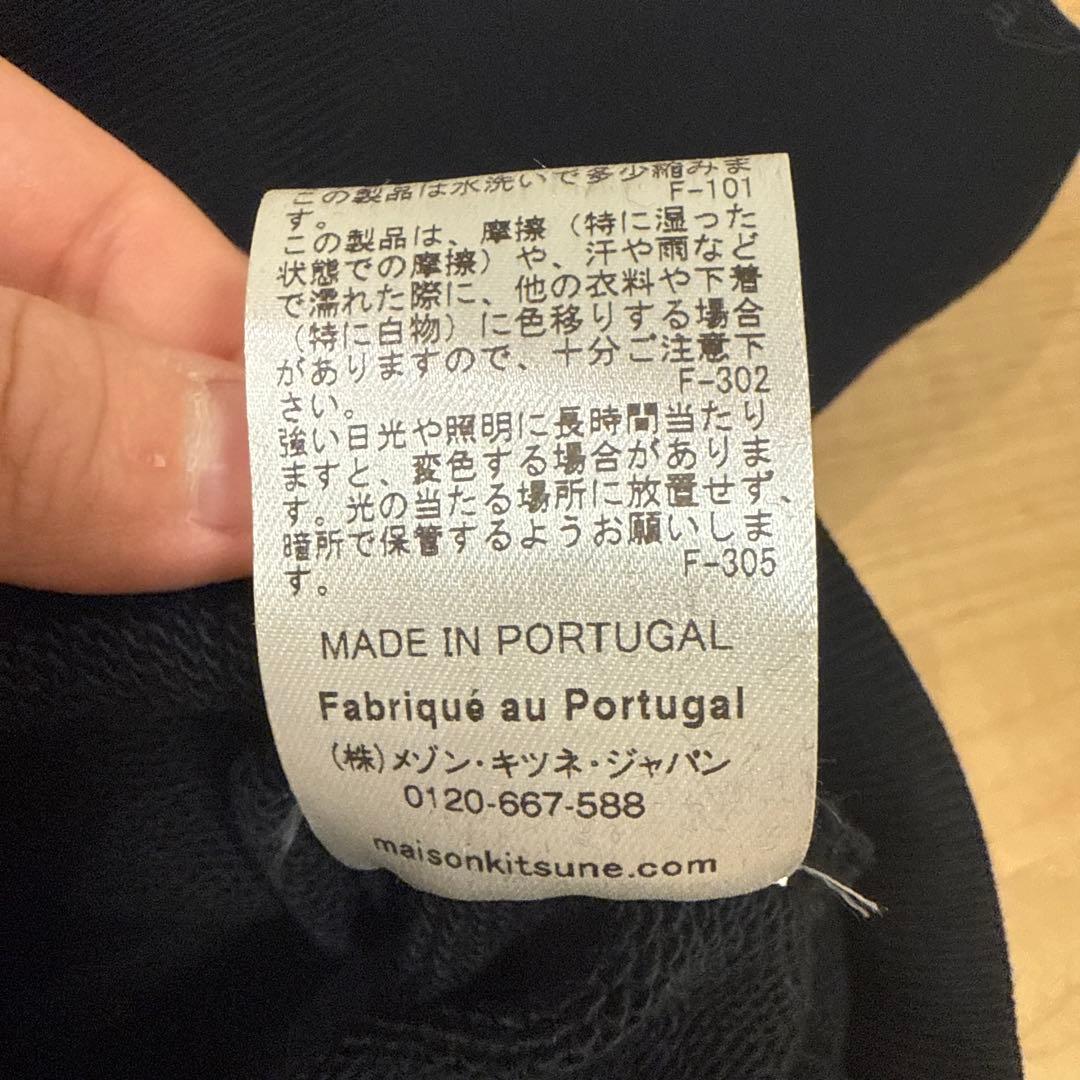 この製品は水洗いで多少縮みま
す。
F-101
この製品は、摩擦（特に湿った
状態での摩擦）や、汗や雨など
で濡れた際に、他の衣料や下着
（特に白物）に色移りする場合
がありますので、十分ご注意下
さい。
F-302
強い日光や照明に長時間当たり
ますと、変色する場合がありま
す。光の当たる場所に放置せず、
暗所で保管するようお願いしま
す。
F-305
MADE IN PORTUGAL
Fabriqué au Portugal
(株)メゾン・キツネ・ジャパン
0120-667-588
maisonkitsune.com